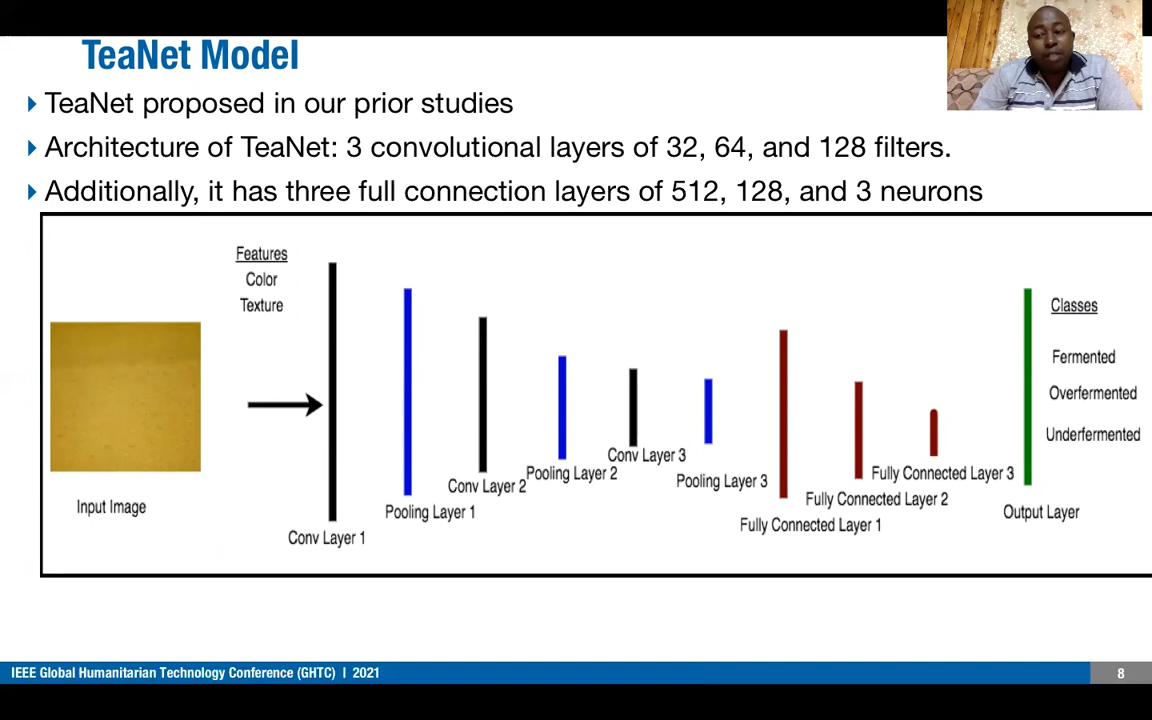 TeaNet Model
TeaNet proposed in our prior studies
Architecture of TeaNet: 3 convolutional layers of 32, 64, and 128 filters.
Additionally, it has three full connection layers of 512, 128, and 3 neurons
Features
Color
Texture
Input Image
Conv Layer 1
Pooling Layer 1
Conv Layer 2
Pooling Layer 2
Conv Layer 3
Pooling Layer 3
Fully Connected Layer 1
Fully Connected Layer 2
Fully Connected Layer 3
Output Layer
Classes
Fermented
Overfermented
Underfermented
IEEE Global Humanitarian Technology Conference (GHTC) | 2021
8